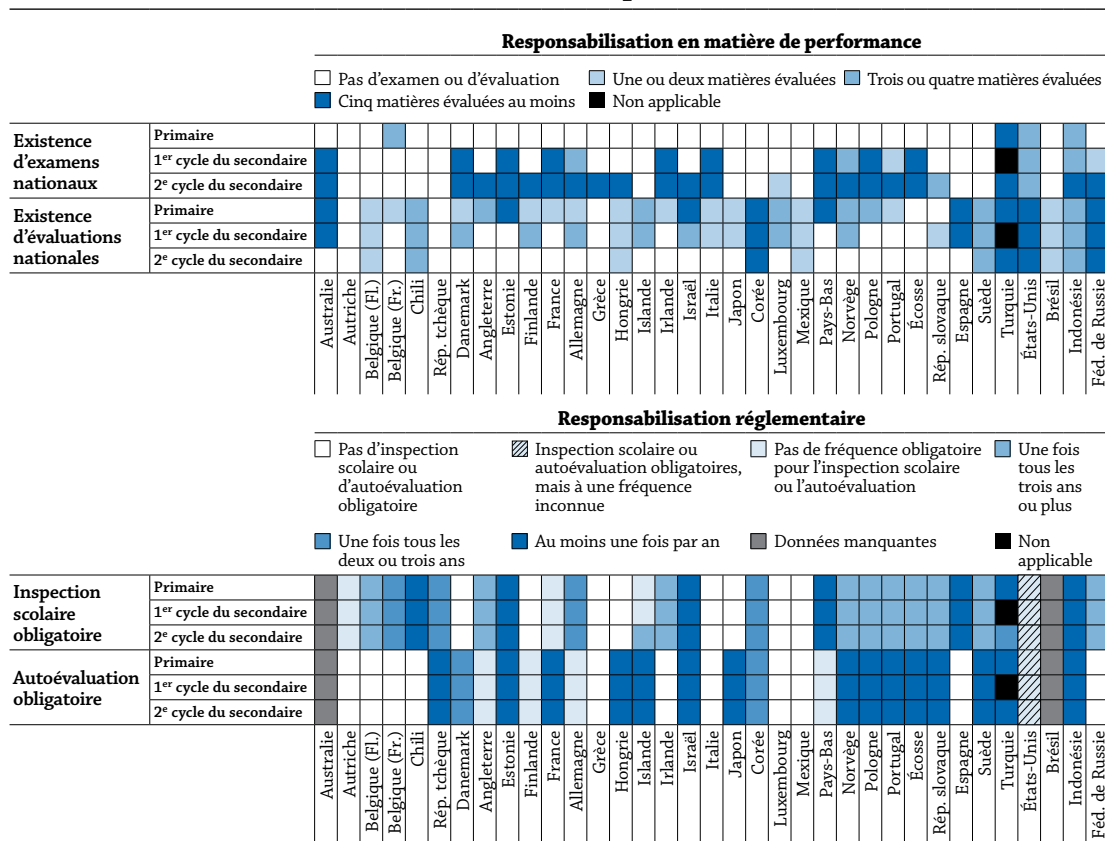 Responsabilisation en matière de performance
Pas d'examen ou d'évaluation
Une ou deux matières évaluées
Trois ou quatre matières évaluées
Cinq matières évaluées au moins
Non applicable
Existence
d'examens
nationaux
Primaire
1er cycle du secondaire
2e cycle du secondaire
Existence
d'évaluations
nationales
Primaire
1er cycle du secondaire
2e cycle du secondaire
Australie
Autriche
Belgique (Fl.)
Belgique (Fr.)
Chili
Rép. tchèque
Danemark
Angleterre
Estonie
Finlande
France
Allemagne
Grèce
Hongrie
Islande
Irlande
Israël
Italie
Japon
Corée
Luxembourg
Mexique
Pays-Bas
Norvège
Pologne
Portugal
Écosse
Rép. slovaque
Espagne
Suède
Turquie
États-Unis
Brésil
Indonésie
Féd. de Russie
Responsabilisation réglementaire
Pas d'inspection
scolaire ou
d'autoévaluation
obligatoire
Inspection scolaire ou
autoévaluation obligatoires,
mais à une fréquence
inconnue
Pas de fréquence obligatoire
pour l'inspection scolaire
ou l'autoévaluation
Une fois
tous les
trois ans
ou plus
Une fois tous les
deux ou trois ans
Au moins une fois par an
Données manquantes
Non
applicable
Inspection
scolaire
obligatoire
Primaire
1er cycle du secondaire
2e cycle du secondaire
Autoévaluation
obligatoire
Primaire
1er cycle du secondaire
2e cycle du secondaire
Australie
Autriche
Belgique (Fl.)
Belgique (Fr.)
Chili
Rép. tchèque
Danemark
Angleterre
Estonie
Finlande
France
Allemagne
Grèce
Hongrie
Islande
Irlande
Israël
Italie
Japon
Corée
Luxembourg
Mexique
Pays-Bas
Norvège
Pologne
Portugal
Écosse
Rép. slovaque
Espagne
Suède
Turquie
États-Unis
Brésil
Indonésie
Féd. de Russie